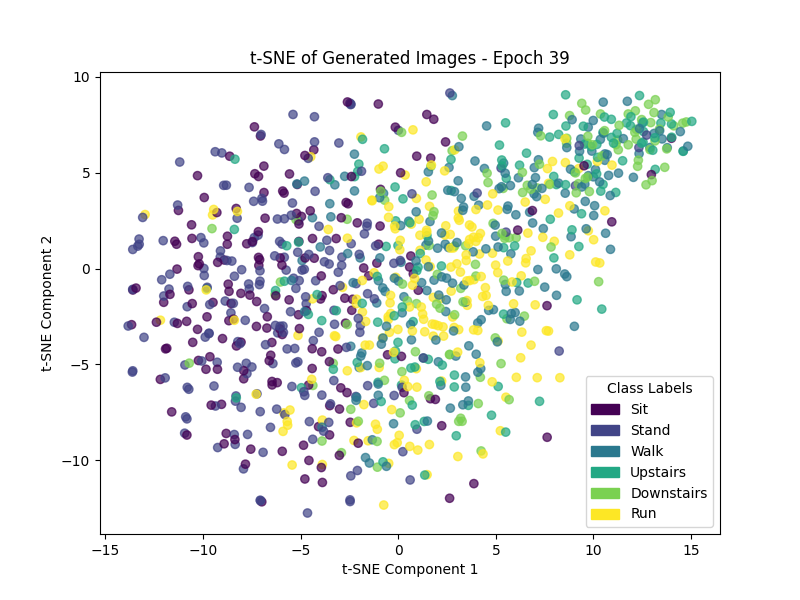 t-SNE of Generated Images - Epoch 39
10
5
0
−5
−10
t-SNE Component 2
Class Labels
Sit
Stand
Walk
Upstairs
Downstairs
Run
−15
−10
−5
0
5
10
15
t-SNE Component 1